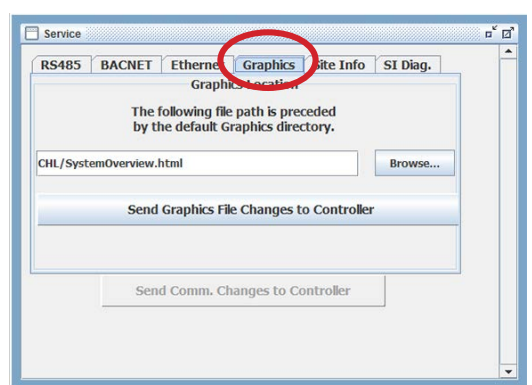 Service
RS485 BACNET Ethernet Graphics Site Info SI Diag.
Graphics Location
The following file path is preceded
by the default Graphics directory.
CHL/SystemOverview.html Browse...
Send Graphics File Changes to Controller
Send Comm. Changes to Controller